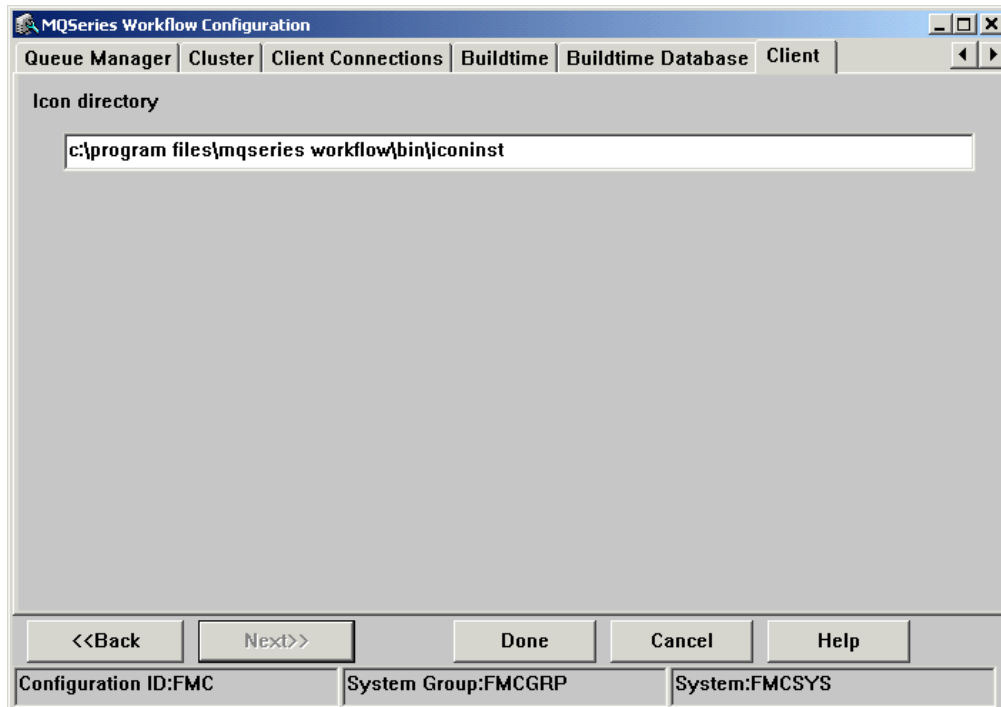 MQSeries Workflow Configuration
Queue Manager Cluster Client Connections Buildtime Buildtime Database Client
Icon directory
c:\program files\mqseries workflow\bin\iconinst
<<Back Next>> Done Cancel Help
Configuration ID:FMC System Group:FMCGRP System:FMCSYS